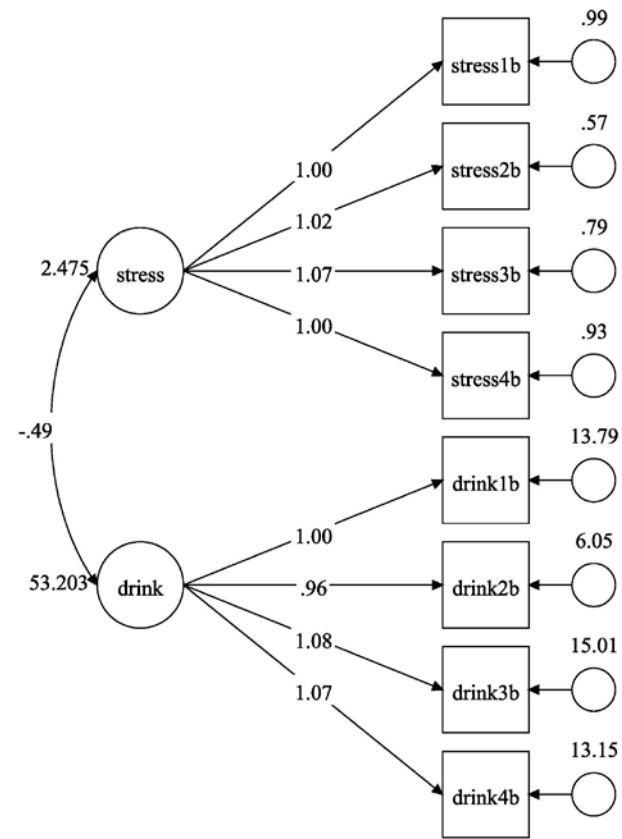 .99
stress1b
.57
1.00
stress2b
1.02
.79
2.475
stress
1.07
stress3b
1.00
.93
stress4b
-.49
13.79
drink1b
1.00
6.05
53.203
drink
.96
drink2b
1.08
15.01
1.07
drink3b
13.15
drink4b